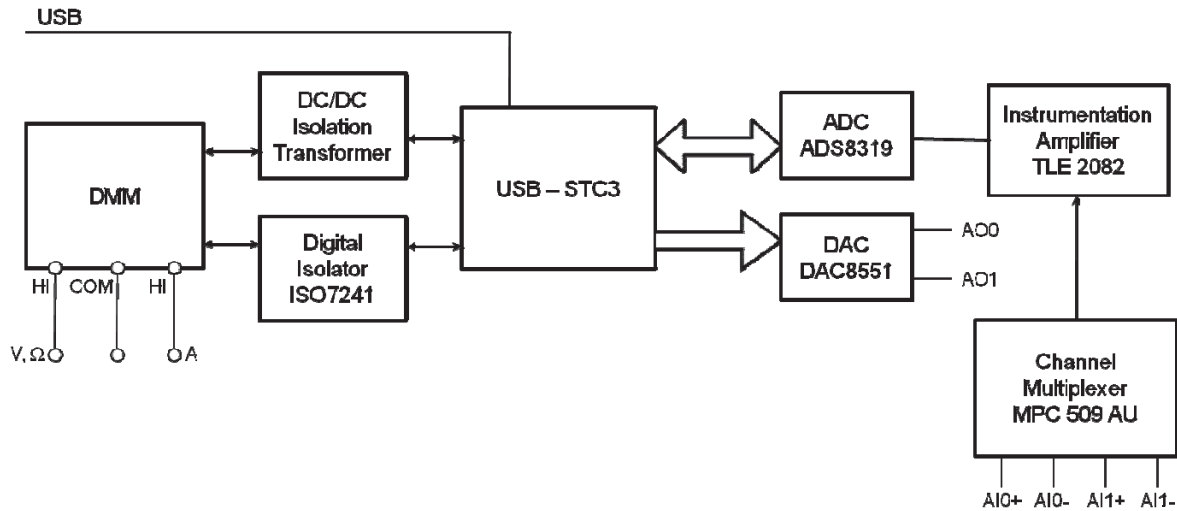 USB
DC/DC
Isolation
Transformer
DMM
Digital
Isolator
ISO7241
HI
COM
HI
V, Ω
A
USB – STC3
ADC
ADS8319
DAC
DAC8551
AO0
AO1
Instrumentation
Amplifier
TLE 2082
Channel
Multiplexer
MPC 509 AU
AI0+ AI0- AI1+ AI1-